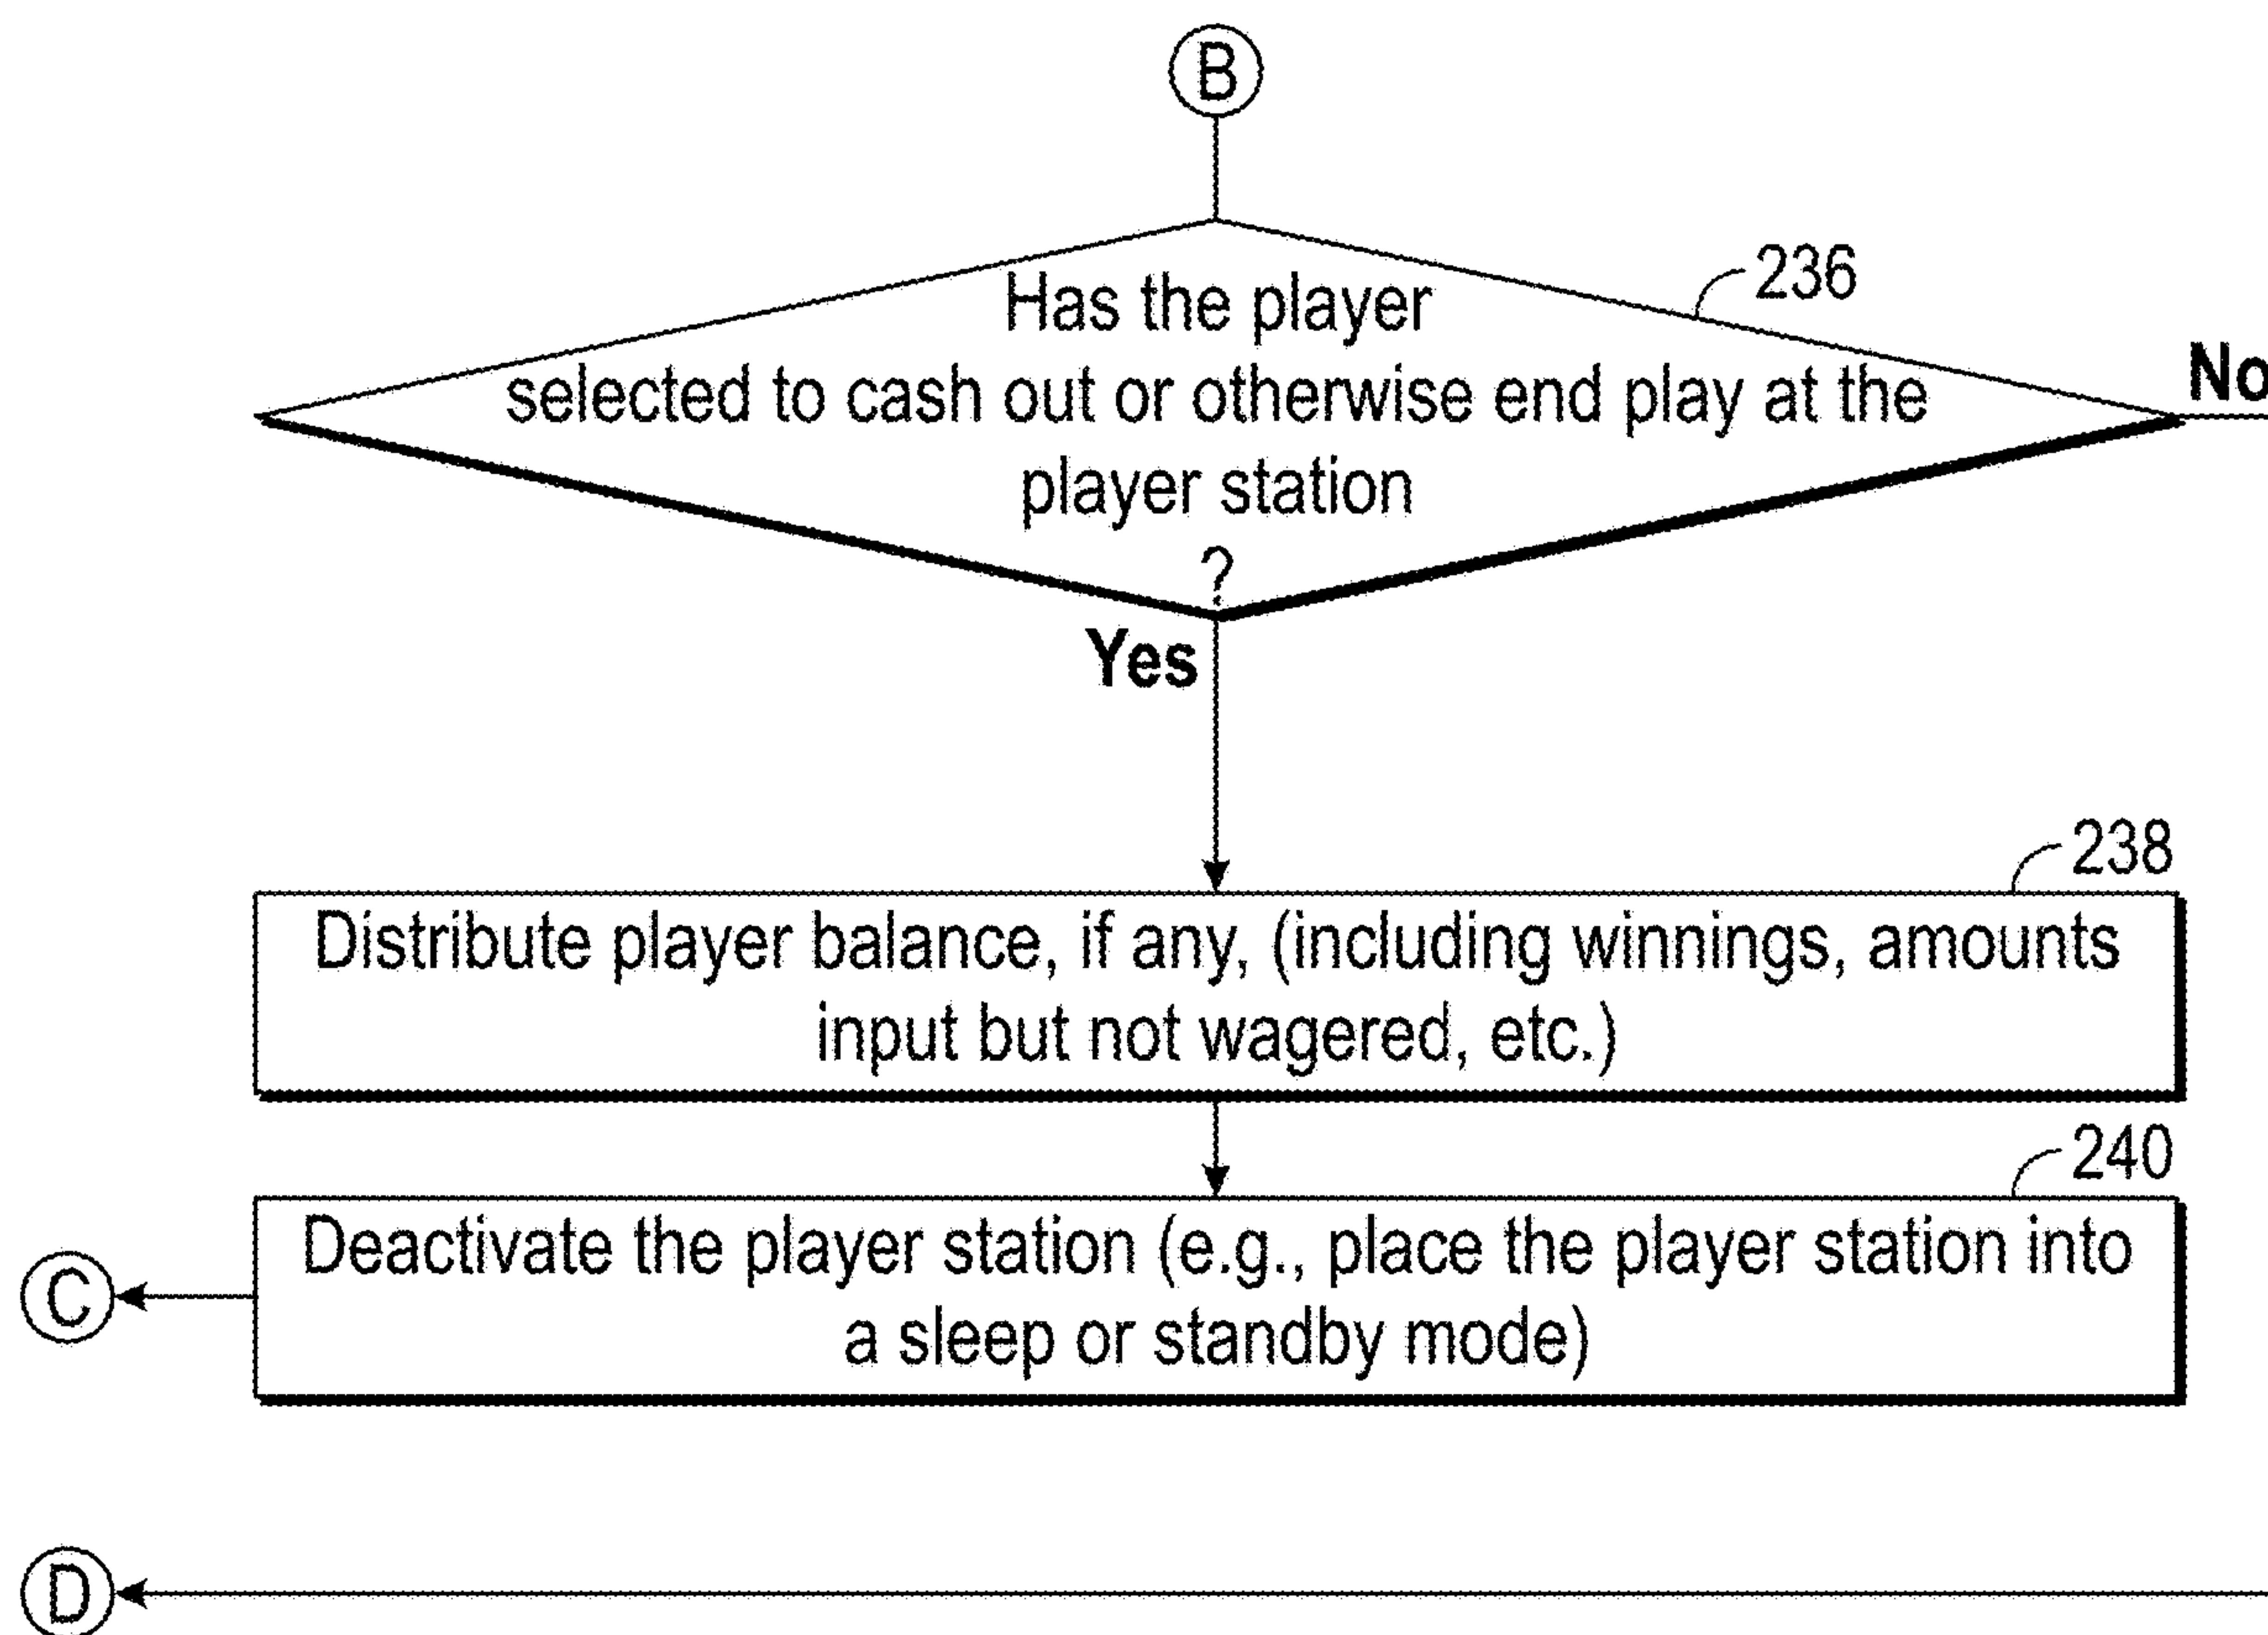 B
236
Has the player
selected to cash out or otherwise end play at the
player station
?
No
Yes
238
Distribute player balance, if any, (including winnings, amounts
input but not wagered, etc.)
240
Deactivate the player station (e.g., place the player station into
a sleep or standby mode)
C
D